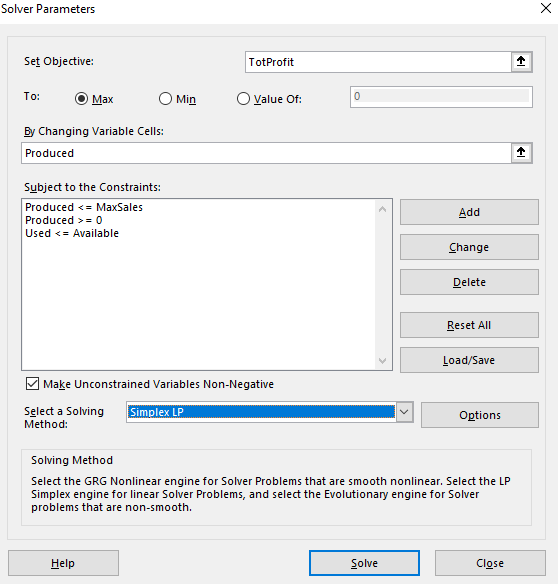 Solver Parameters
Set Objective:
TotProfit
To:
Max
Min
Value Of:
0
By Changing Variable Cells:
Produced
Subject to the Constraints:
Produced <= MaxSales
Produced >= 0
Used <= Available
Add
Change
Delete
Reset All
Load/Save
Make Unconstrained Variables Non-Negative
Select a Solving
Method:
Simplex LP
Options
Solving Method
Select the GRG Nonlinear engine for Solver Problems that are smooth nonlinear. Select the LP
Simplex engine for linear Solver Problems, and select the Evolutionary engine for Solver
problems that are non-smooth.
Help
Solve
Close